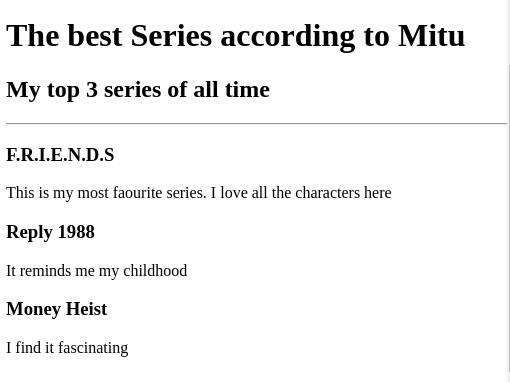 The best Series according to Mitu
My top 3 series of all time
F.R.I.E.N.D.S
This is my most faourite series. I love all the characters here
Reply 1988
It reminds me my childhood
Money Heist
I find it fascinating